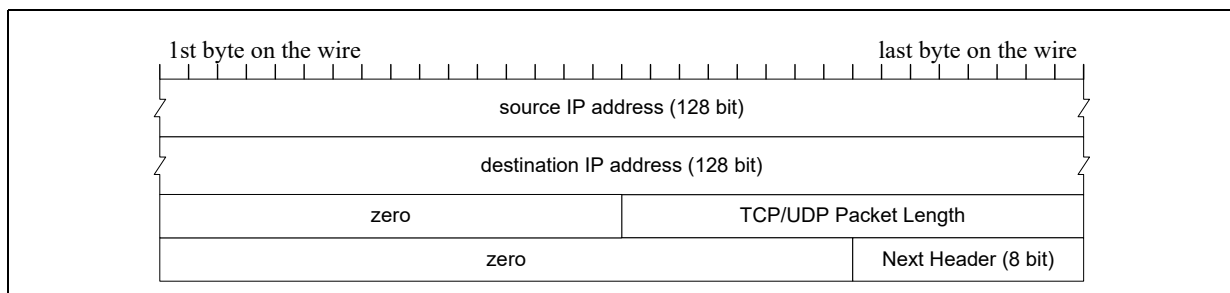 1st byte on the wire last byte on the wire
source IP address (128 bit)
destination IP address (128 bit)
zero TCP/UDP Packet Length
zero Next Header (8 bit)